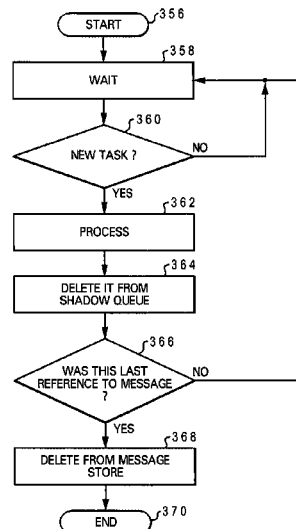 START
356
358
WAIT
360
NEW TASK ?
NO
YES
362
PROCESS
364
DELETE IT FROM
SHADOW QUEUE
366
WAS THIS LAST
REFERENCE TO MESSAGE
?
NO
YES
368
DELETE FROM MESSAGE
STORE
END
370